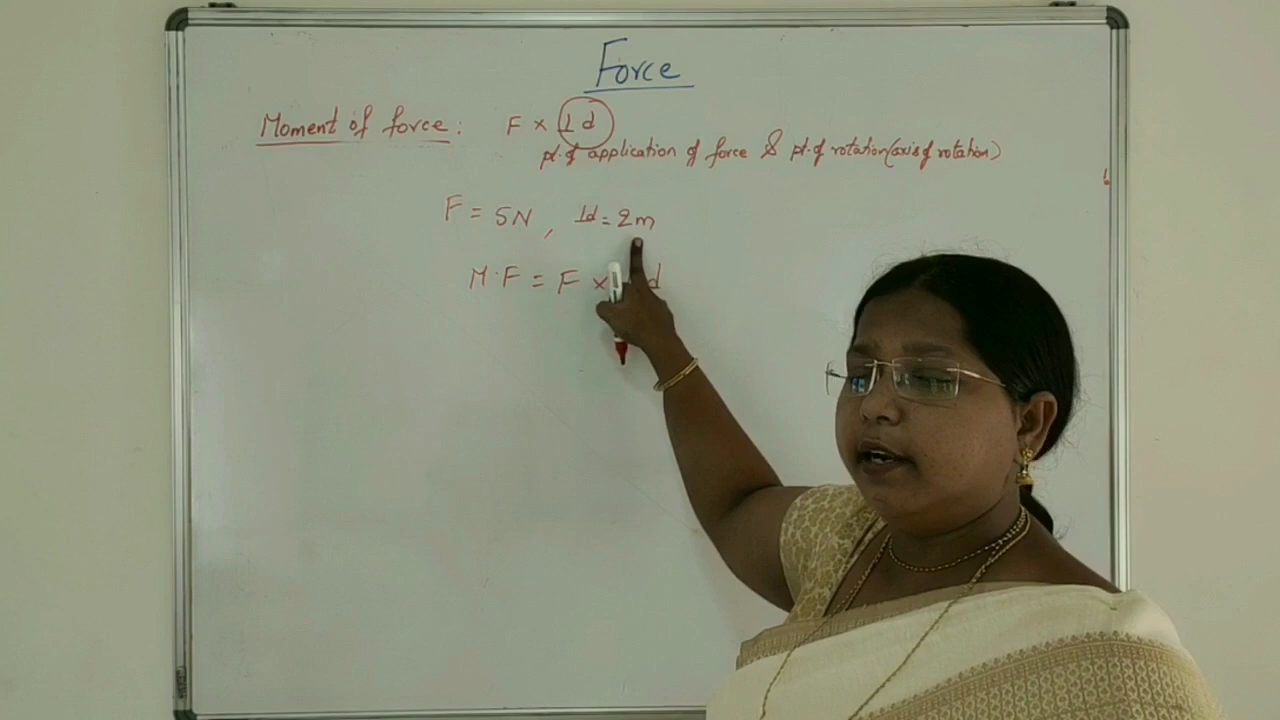 Force
Moment of force: F × ⊥ d
pt. of application of force & pt. of rotation (axis of rotation)
F = 5N, ⊥d = 2m
M.F = F × d